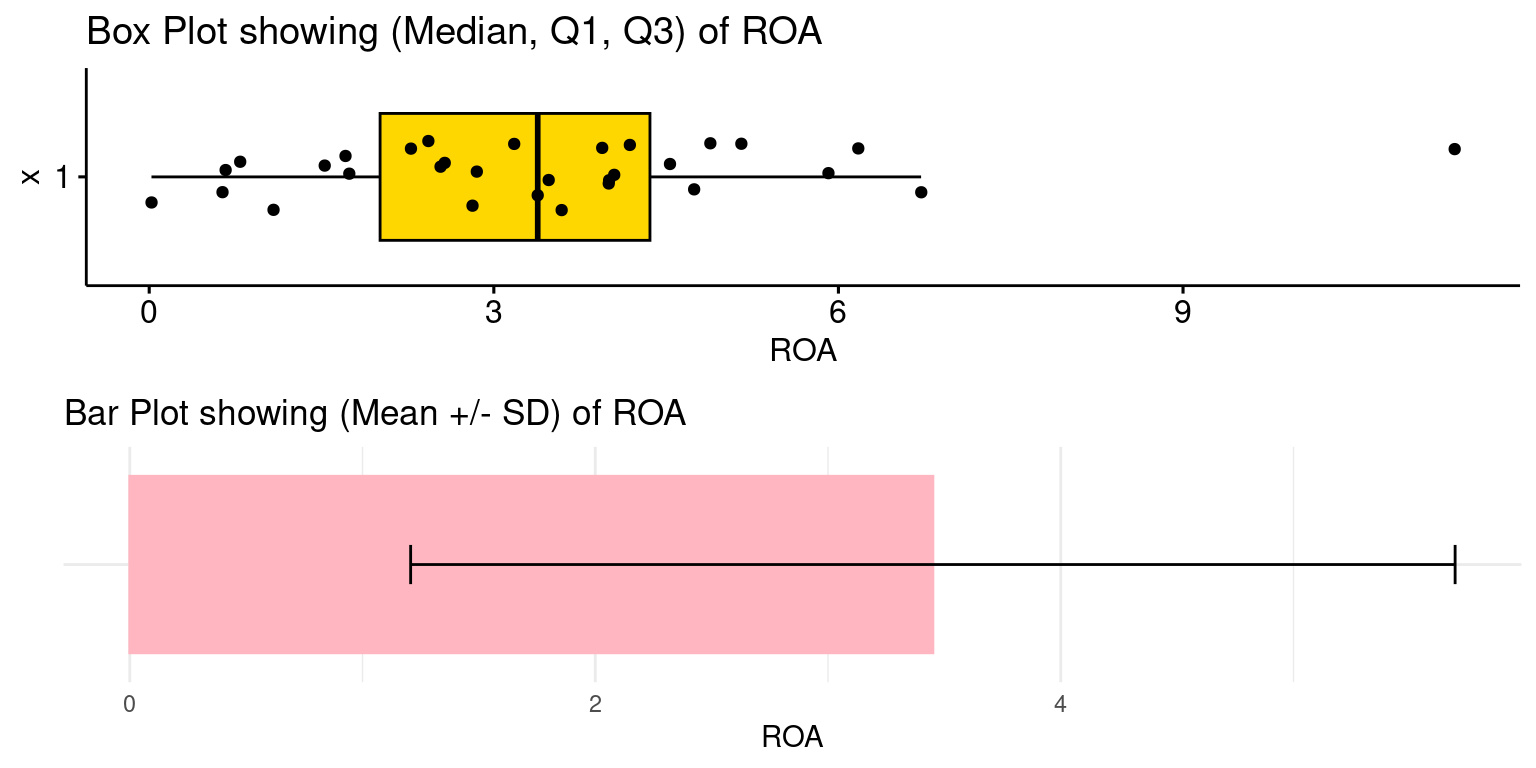 Box Plot showing (Median, Q1, Q3) of ROA
x 1
0 3 6 9
ROA
Bar Plot showing (Mean +/- SD) of ROA
0 2 4
ROA